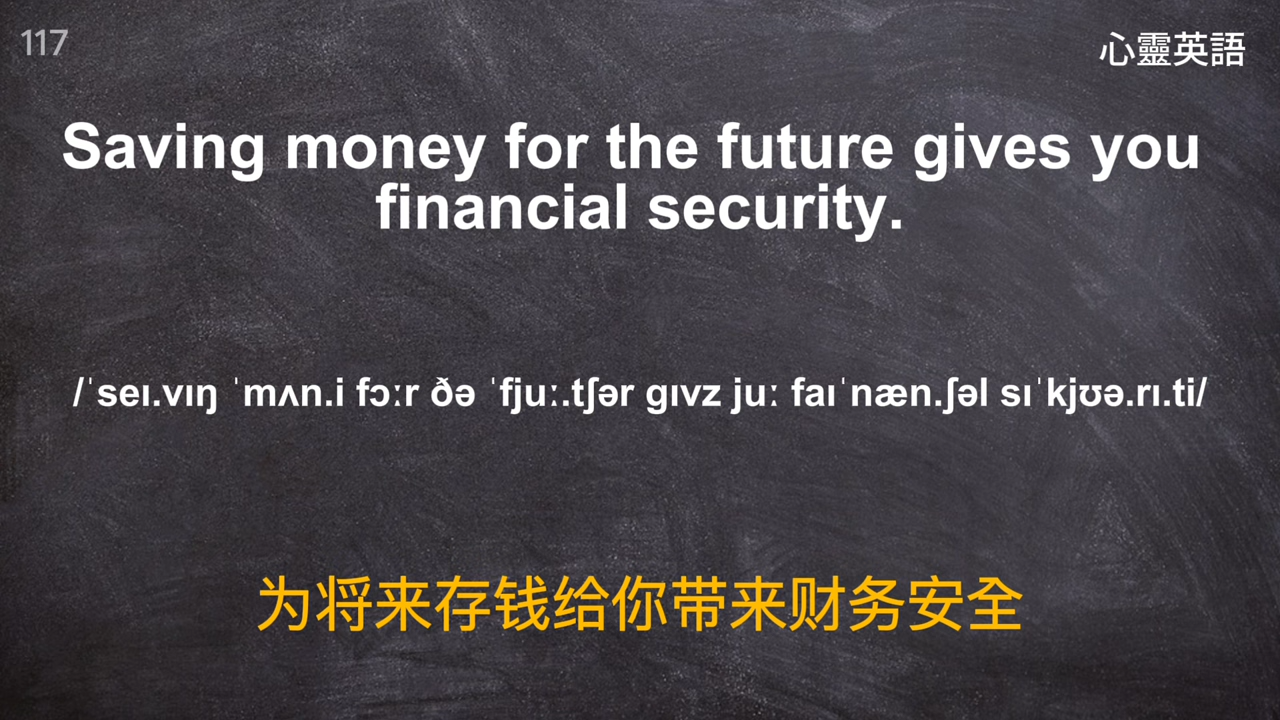 117
心靈英語
Saving money for the future gives you
financial security.
/ˈseɪ.vɪŋ ˈmʌn.i fɔːr ðə ˈfjuː.tʃər ɡɪvz juː faɪˈnæn.ʃəl sɪˈkjʊə.rɪ.ti/
为将来存钱给你带来财务安全